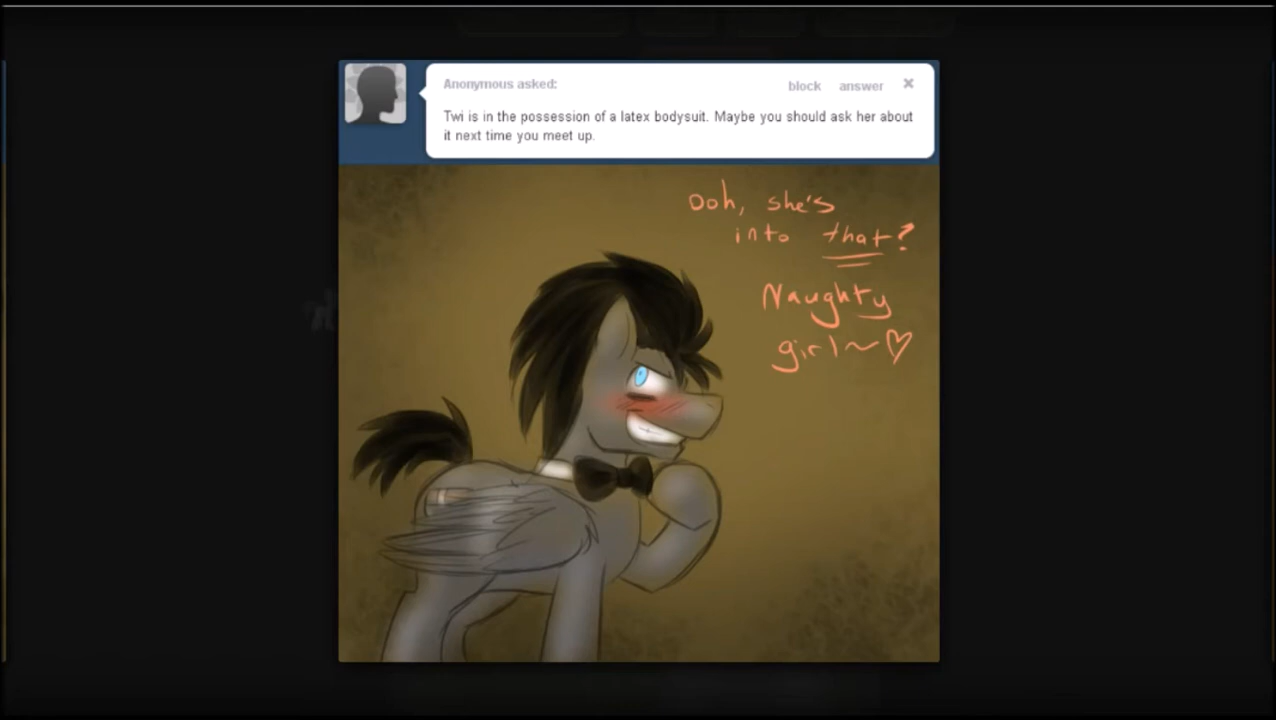 Anonymous asked:
block answer ×
Twi is in the possession of a latex bodysuit. Maybe you should ask her about
it next time you meet up.
Ooh, she's
into that?
Naughty
girl~♡